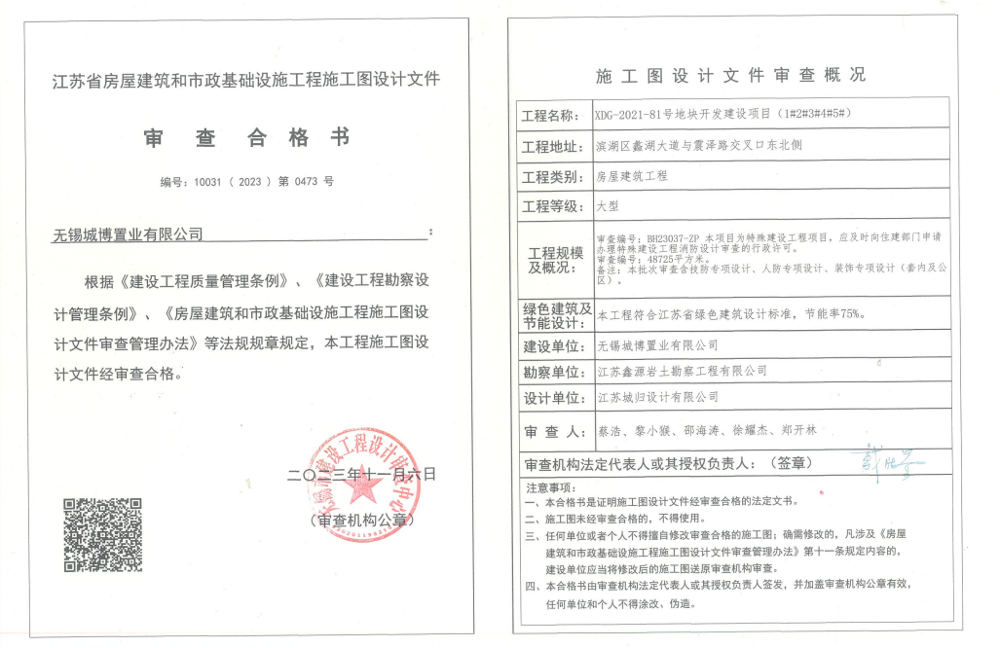 江苏省房屋建筑和市政基础设施工程施工图设计文件
审 查 合 格 书
编号：10031（2023）第 0473 号
无锡城博置业有限公司：
根据《建设工程质量管理条例》、《建设工程勘察设
计管理条例》、《房屋建筑和市政基础设施工程施工图设
计文件审查管理办法》等法规规章规定，本工程施工图设
计文件经审查合格。
无锡市建设工程设计审查中心
二〇二三年十一月六日
（审查机构公章）
施工图设计文件审查概况
工程名称：XDG-2021-81号地块开发建设项目（1#2#3#4#5#）
工程地址：滨湖区蠡湖大道与震泽路交叉口东北侧
工程类别：房屋建筑工程
工程等级：大型
工程规模
及概况：
审查编号：BH23037-ZP 本项目为特殊建设工程项目，应及时向住建部门申请
办理特殊建设工程消防设计审查的行政许可。
审查编号：48725平方米。
备注：本批次审查含技防专项设计、人防专项设计、装饰专项设计（套内及公
区）。
绿色建筑及
节能设计：
本工程符合江苏省绿色建筑设计标准，节能率75%。
建设单位：无锡城博置业有限公司
勘察单位：江苏鑫源岩土勘察工程有限公司
设计单位：江苏城归设计有限公司
审 查 人：蔡浩、黎小猴、邵海涛、徐耀杰、郑开林
审查机构法定代表人或其授权负责人：（签章）
注意事项：
一、本合格书是证明施工图设计文件经审查合格的法定文书。
二、施工图未经审查合格的，不得使用。
三、任何单位或者个人不得擅自修改审查合格的施工图；确需修改的，凡涉及《房屋
建筑和市政基础设施工程施工图设计文件审查管理办法》第十一条规定内容的，
建设单位应当将修改后的施工图送原审查机构审查。
四、本合格书由审查机构法定代表人或其授权负责人签发，并加盖审查机构公章有效，
任何单位和个人不得涂改、伪造。